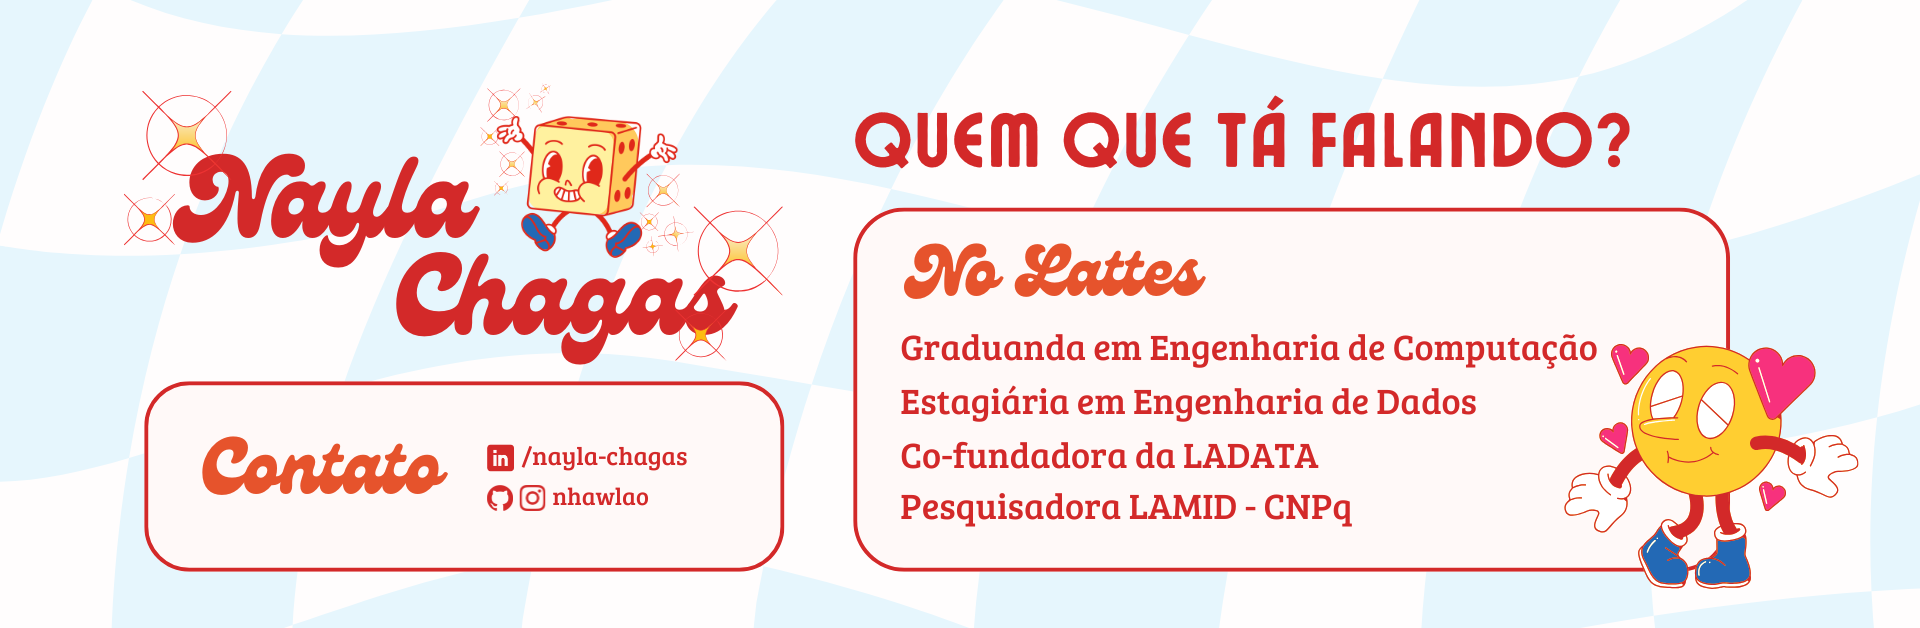 Nayla
Chagas
Contato
in /nayla-chagas
nhawlao
QUEM QUE TÁ FALANDO?
No Lattes
Graduanda em Engenharia de Computação
Estagiária em Engenharia de Dados
Co-fundadora da LADATA
Pesquisadora LAMID - CNPq